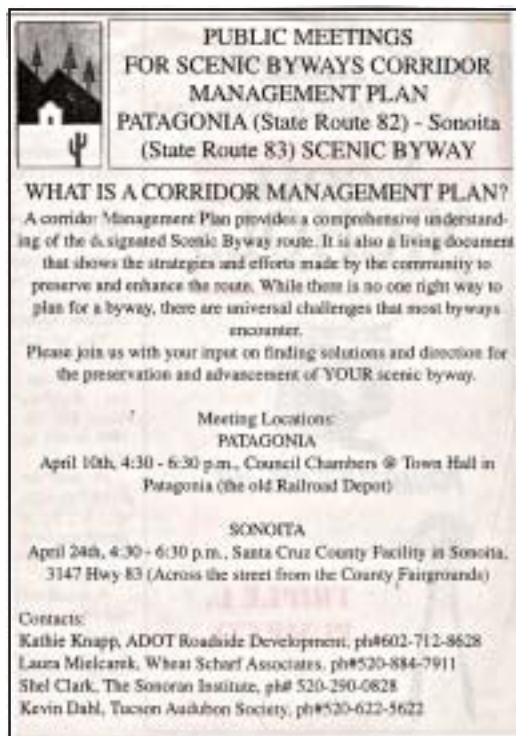 PUBLIC MEETINGS
FOR SCENIC BYWAYS CORRIDOR
MANAGEMENT PLAN
PATAGONIA (State Route 82) - Sonoita
(State Route 83) SCENIC BYWAY
WHAT IS A CORRIDOR MANAGEMENT PLAN?
A corridor Management Plan provides a comprehensive understand-
ing of the designated Scenic Byway route. It is also a living document
that shows the strategies and efforts made by the community to
preserve and enhance the route. While there is no one right way to
plan for a byway, there are universal challenges that most byways
encounter.
Please join us with your input on finding solutions and direction for
the preservation and advancement of YOUR scenic byway.
Meeting Locations:
PATAGONIA
April 10th, 4:30 - 6:30 p.m., Council Chambers @ Town Hall in
Patagonia (the old Railroad Depot)
SONOITA
April 24th, 4:30 - 6:30 p.m., Santa Cruz County Facility in Sonoita,
3147 Hwy 83 (Across the street from the County Fairgrounds)
Contacts:
Kathie Knapp, ADOT Roadside Development, ph#602-712-8628
Laura Mielcarek, Wheat Scharf Associates, ph#520-884-7911
Shel Clark, The Sonoran Institute, ph# 520-290-0828
Kevin Dahl, Tucson Audubon Society, ph#520-622-5622